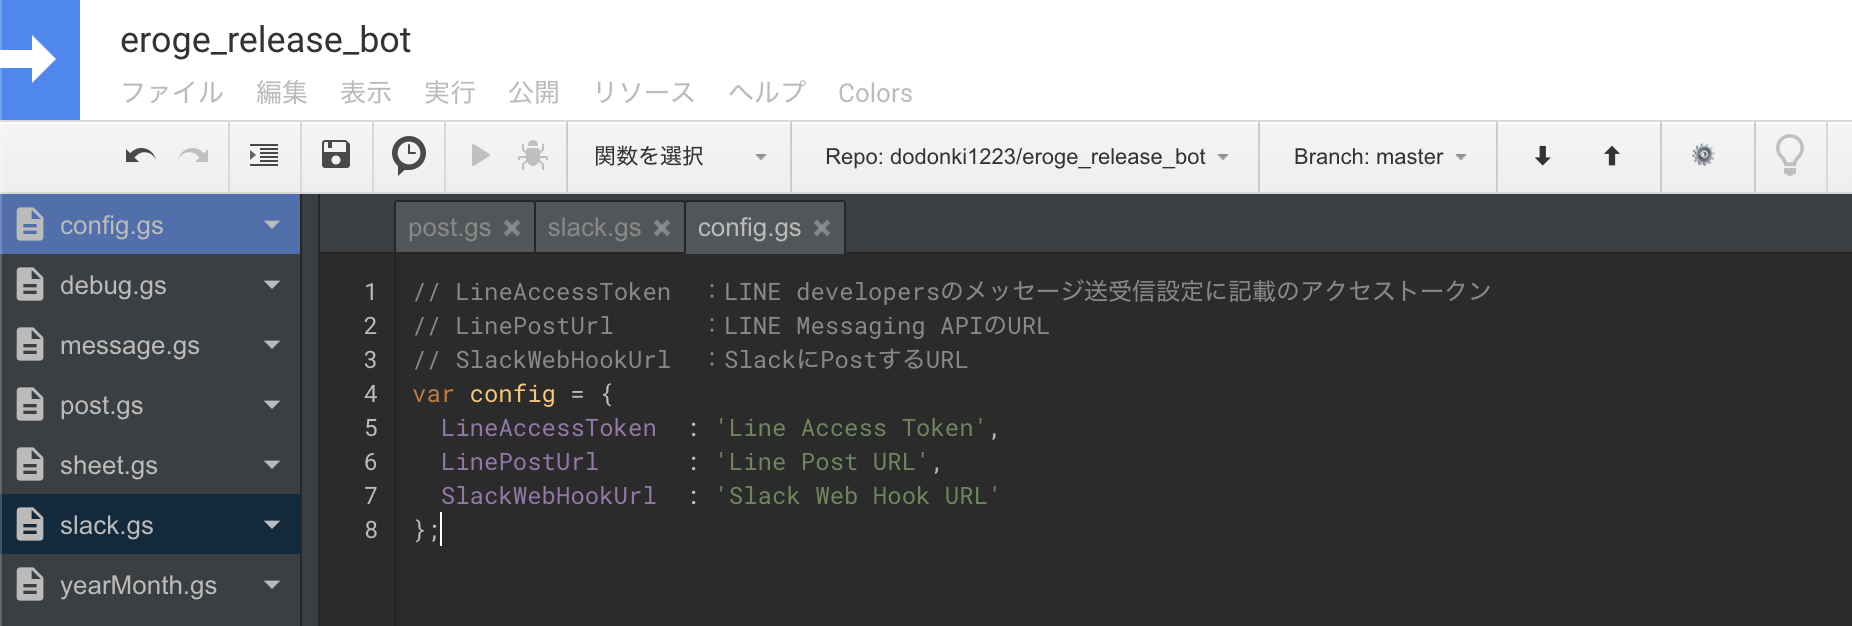 eroge_release_bot
ファイル 編集 表示 実行 公開 リソース ヘルプ Colors
関数を選択 Repo: dodonki1223/eroge_release_bot Branch: master
config.gs
debug.gs
message.gs
post.gs
sheet.gs
slack.gs
yearMonth.gs
post.gs slack.gs config.gs
1 // LineAccessToken ：LINE developersのメッセージ送受信設定に記載のアクセストークン
2 // LinePostUrl ：LINE Messaging APIのURL
3 // SlackWebHookUrl ：SlackにPostするURL
4 var config = {
5 LineAccessToken : 'Line Access Token',
6 LinePostUrl : 'Line Post URL',
7 SlackWebHookUrl : 'Slack Web Hook URL'
8 };